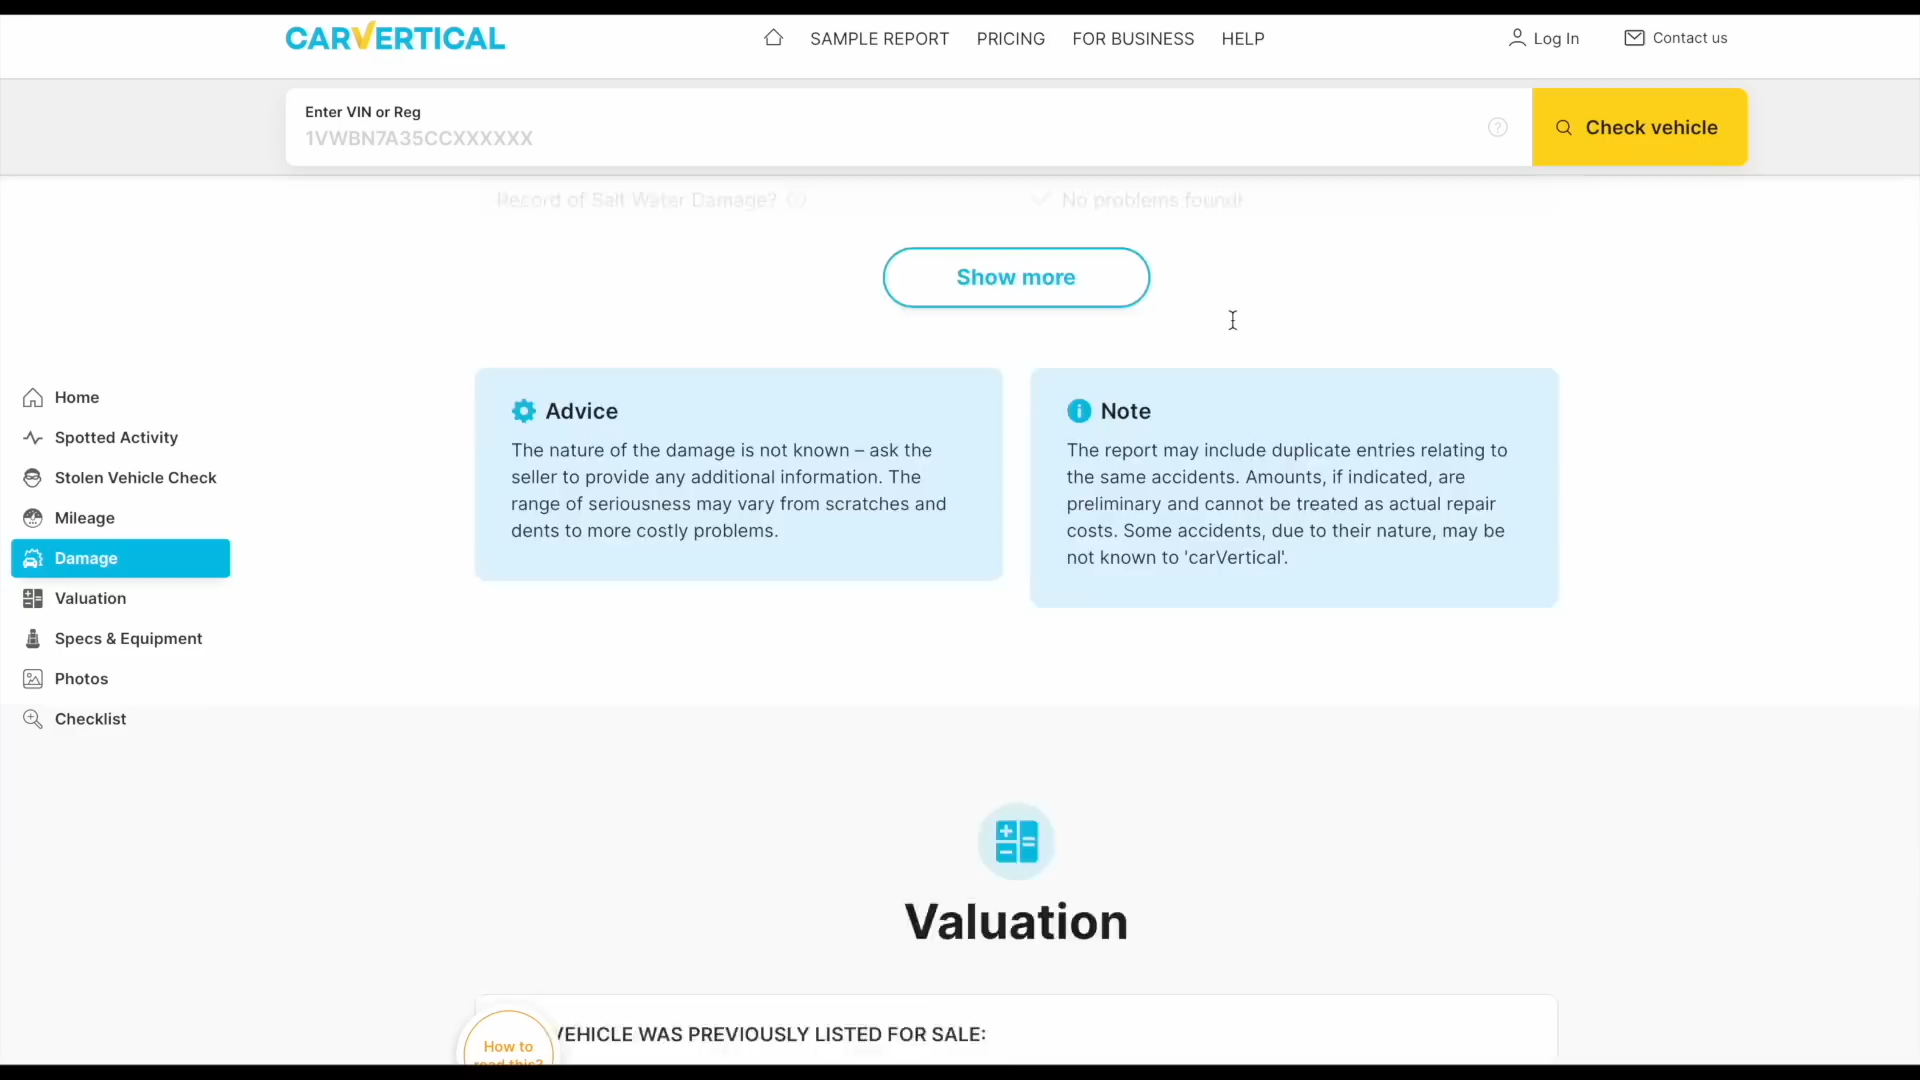 CARVERTICAL
SAMPLE REPORT
PRICING
FOR BUSINESS
HELP
Log In
Contact us
Enter VIN or Reg
1VWBN7A35CCXXXXXX
Check vehicle
Record of Salt Water Damage?
No problems found!
Show more
Home
Spotted Activity
Stolen Vehicle Check
Mileage
Damage
Valuation
Specs & Equipment
Photos
Checklist
Advice
The nature of the damage is not known – ask the
seller to provide any additional information. The
range of seriousness may vary from scratches and
dents to more costly problems.
Note
The report may include duplicate entries relating to
the same accidents. Amounts, if indicated, are
preliminary and cannot be treated as actual repair
costs. Some accidents, due to their nature, may be
not known to 'carVertical'.
Valuation
VEHICLE WAS PREVIOUSLY LISTED FOR SALE:
How to
read this?